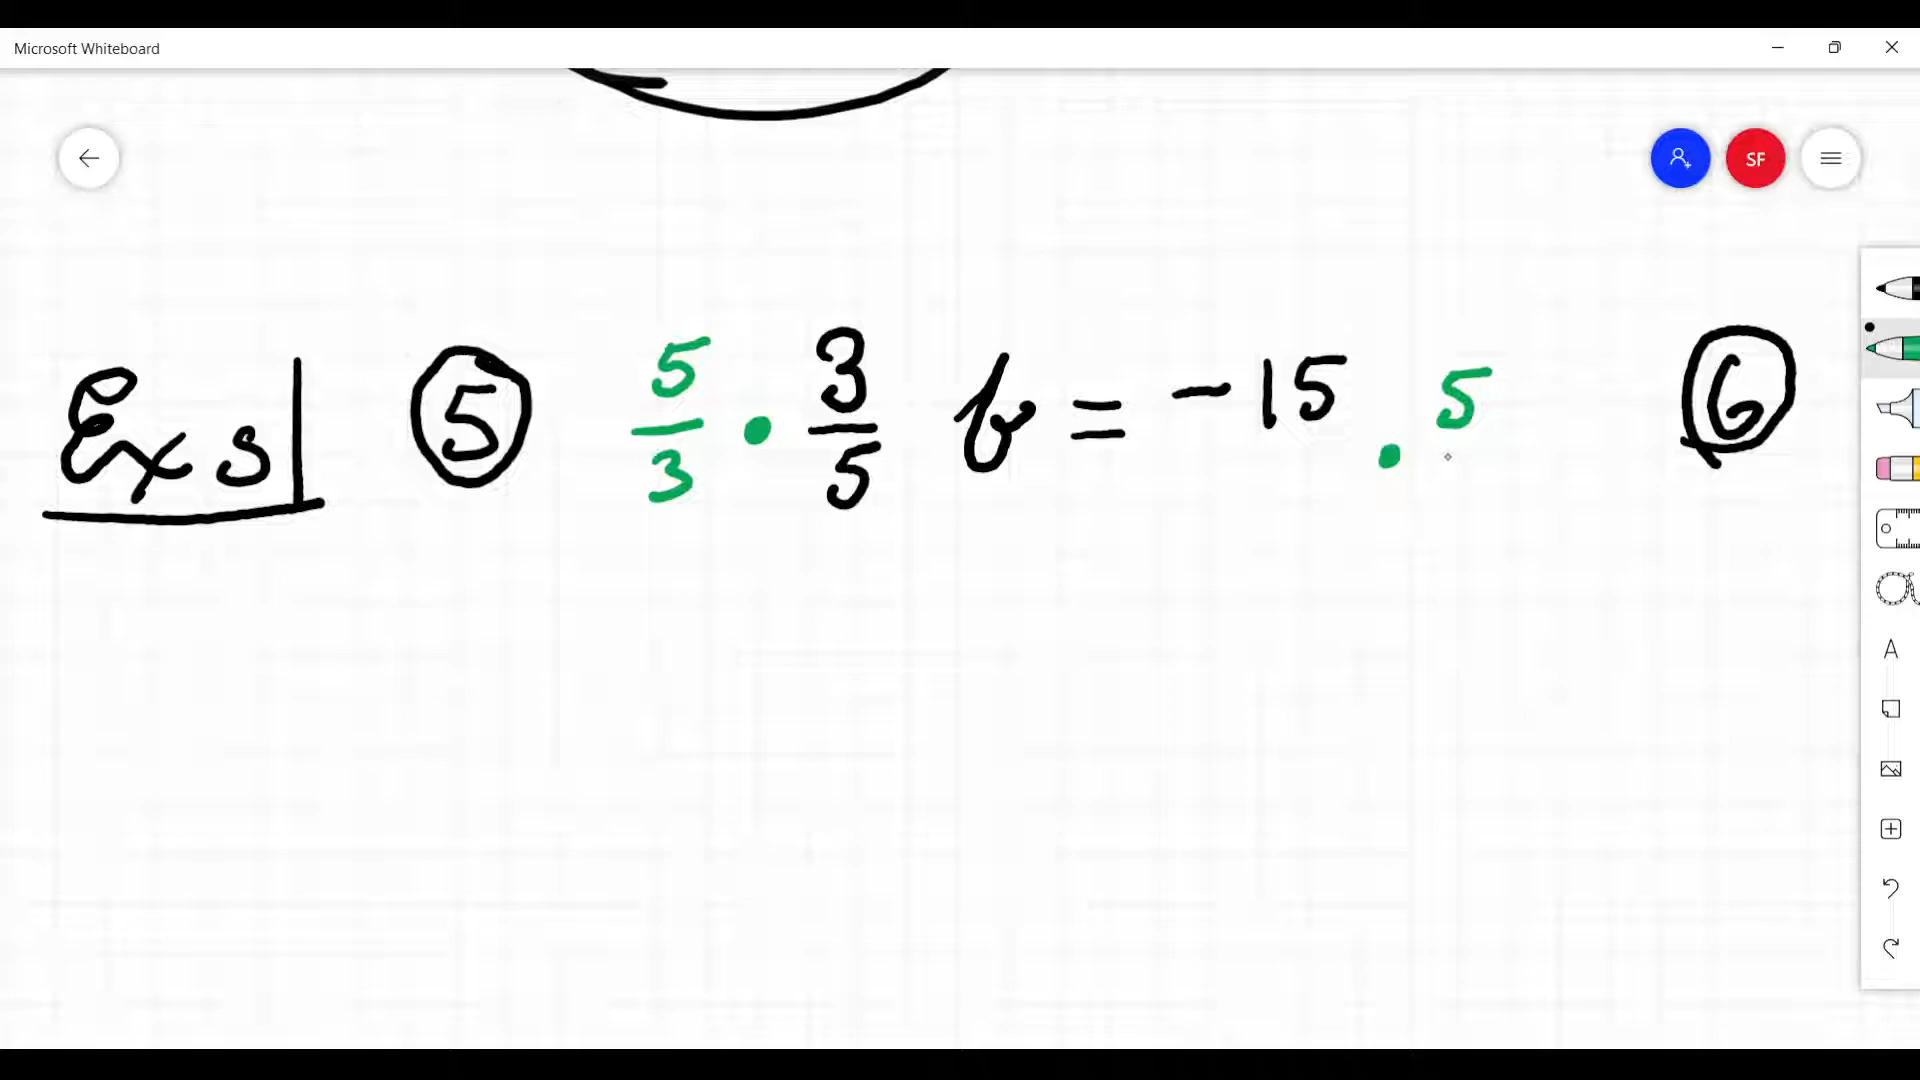 Microsoft Whiteboard
SF
Exs 5 5/3 · 3/5 b = -15 · 5 6
A